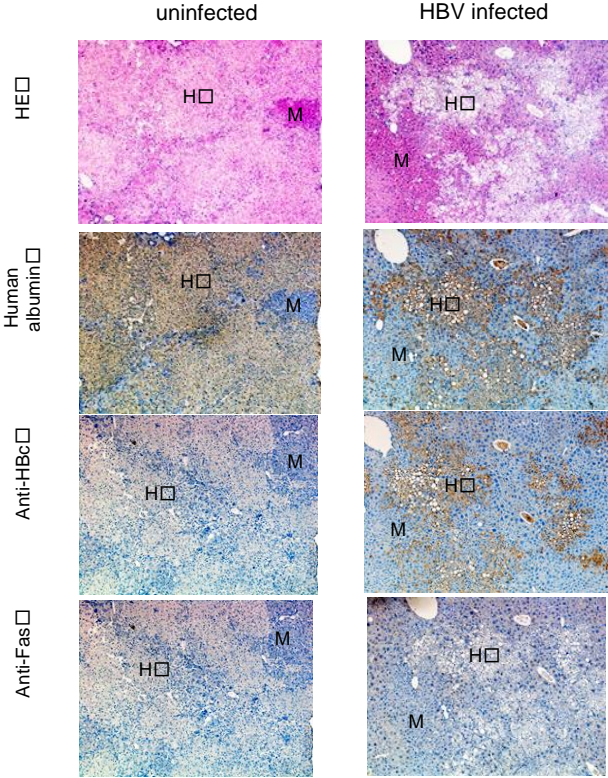 uninfected
HBV infected
HE□
H□
M
H□
M
Human
albumin□
H□
M
H□
M
Anti-HBc□
H□
M
H□
M
Anti-Fas□
H□
M
H□
M